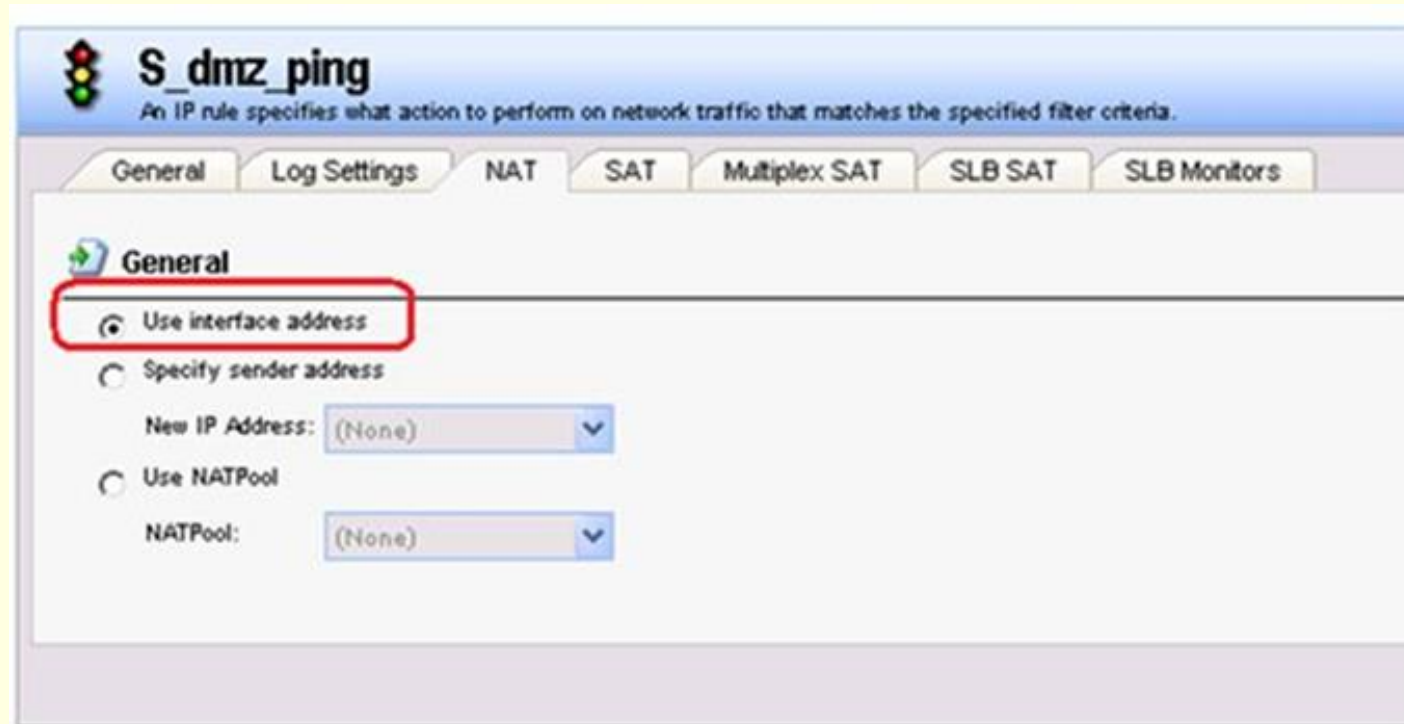 S_dmz_ping
An IP rule specifies what action to perform on network traffic that matches the specified filter criteria.
General Log Settings NAT SAT Multiplex SAT SLB SAT SLB Monitors
General
Use interface address
Specify sender address
New IP Address: (None)
Use NATPool
NATPool: (None)